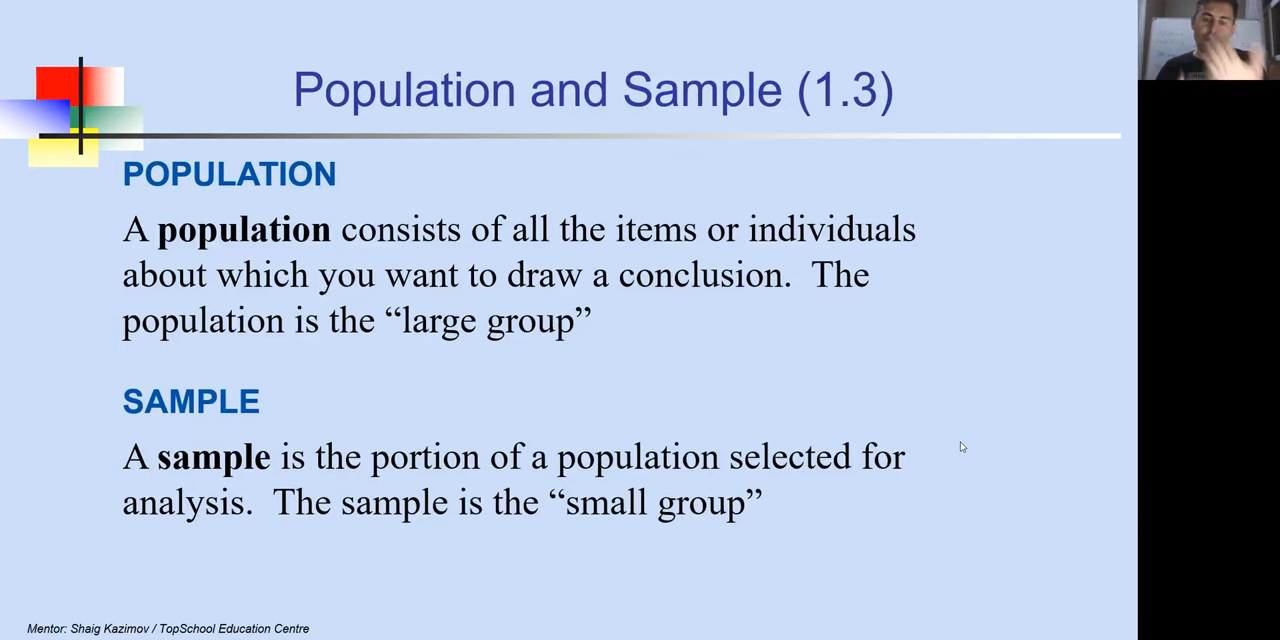 Population and Sample (1.3)
POPULATION
A population consists of all the items or individuals
about which you want to draw a conclusion.  The
population is the “large group”
SAMPLE
A sample is the portion of a population selected for
analysis.  The sample is the “small group”
Mentor: Shaig Kazimov / TopSchool Education Centre